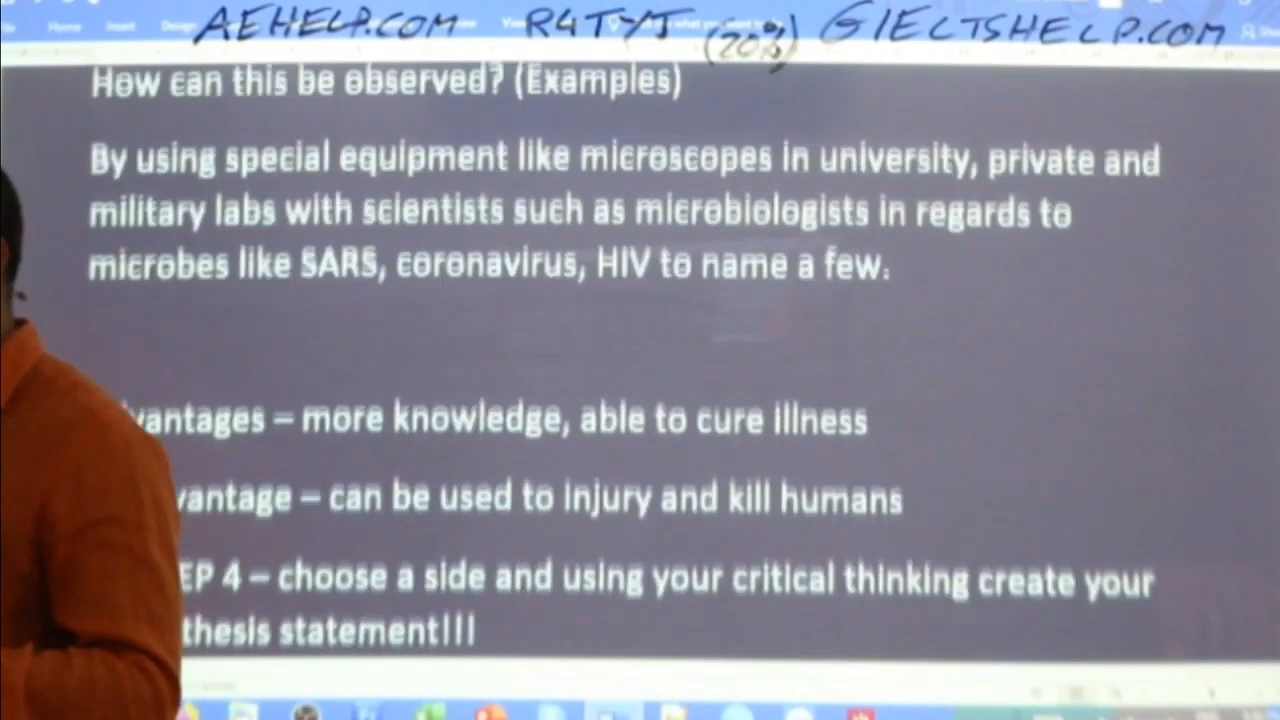 AEHELP.COM R4TYJ (20%) GIELTSHELP.COM
Home Insert
How can this be observed? (Examples)
By using special equipment like microscopes in university, private and
military labs with scientists such as microbiologists in regards to
microbes like SARS, coronavirus, HIV to name a few.
vantages – more knowledge, able to cure illness
vantage – can be used to injury and kill humans
EP 4 – choose a side and using your critical thinking create your
thesis statement!!!